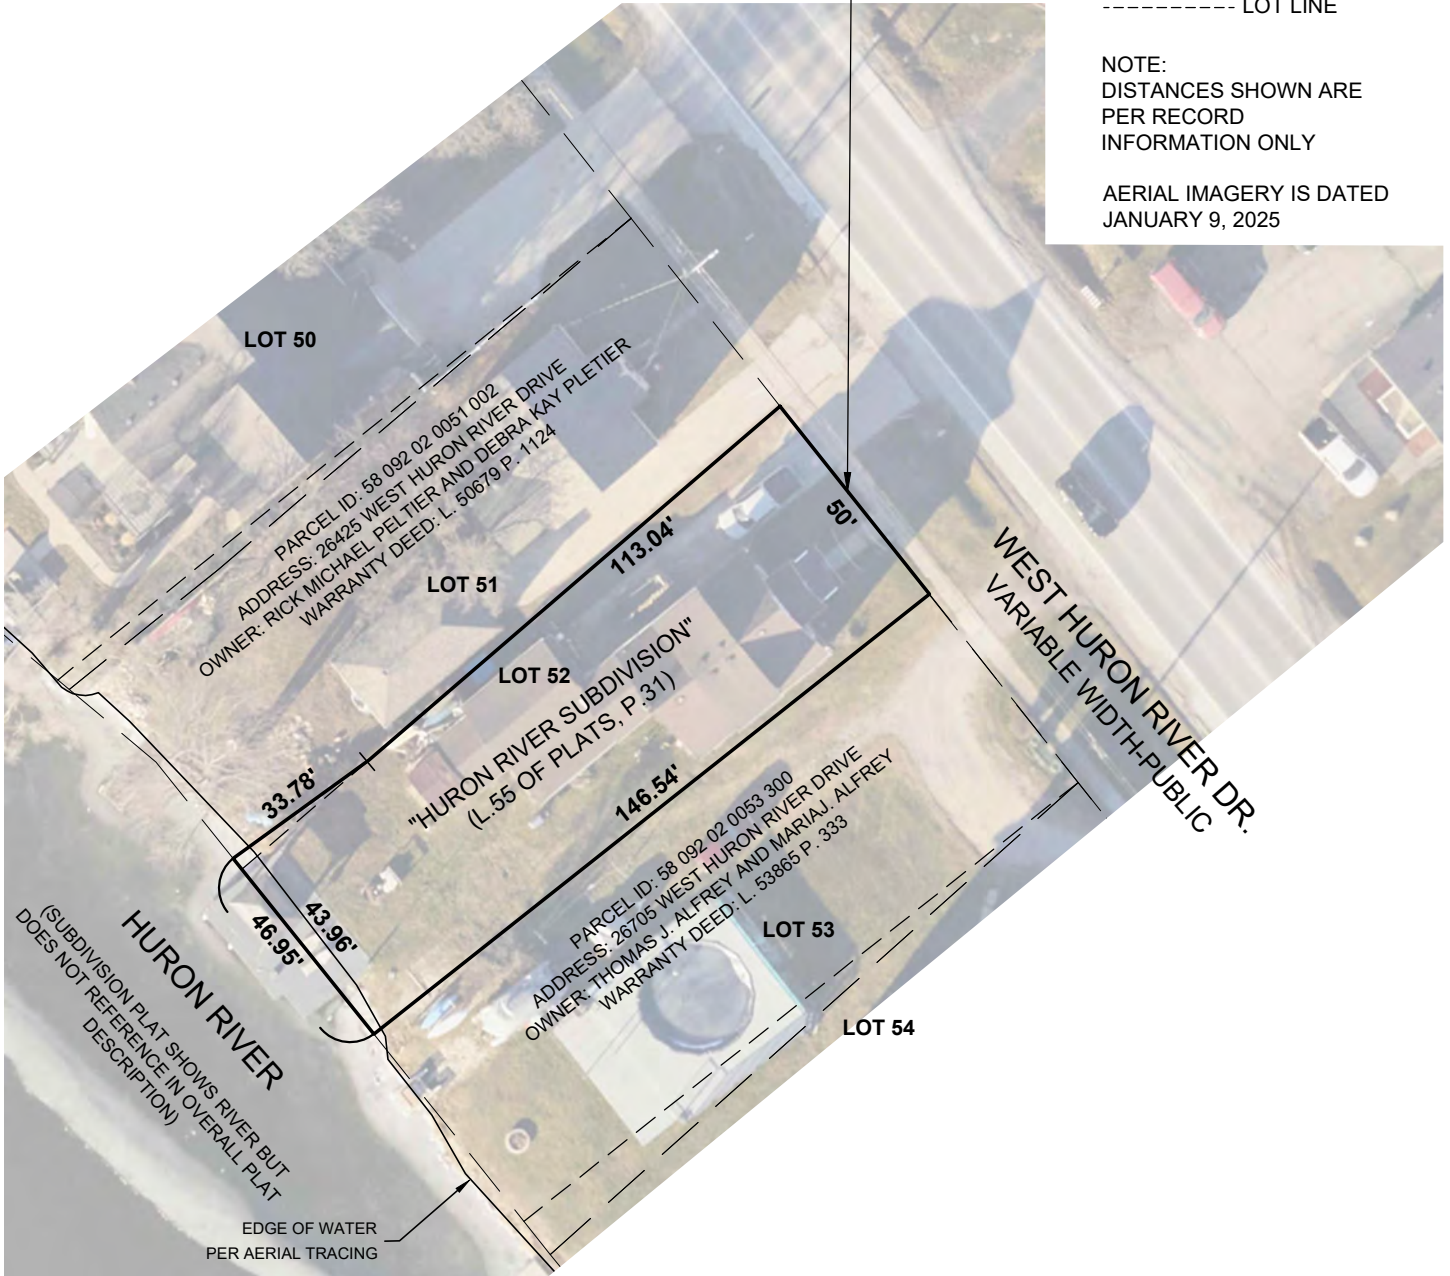 LOT LINE
NOTE:
DISTANCES SHOWN ARE
PER RECORD
INFORMATION ONLY
AERIAL IMAGERY IS DATED
JANUARY 9, 2025
LOT 50
PARCEL ID: 58 092 02 0051 002
ADDRESS: 26425 WEST HURON RIVER DRIVE
OWNER: RICK MICHAEL PELTIER AND DEBRA KAY PLETIER
WARRANTY DEED: L. 50679 P. 1124
LOT 51
113.04'
50'
WEST HURON RIVER DR.
VARIABLE WIDTH-PUBLIC
LOT 52
"HURON RIVER SUBDIVISION"
(L.55 OF PLATS, P.31)
33.78'
146.54'
43.96'
46.95'
PARCEL ID: 58 092 02 0053 300
ADDRESS: 26705 WEST HURON RIVER DRIVE
OWNER: THOMAS J. ALFREY AND MARIAJ. ALFREY
WARRANTY DEED: L. 53865 P. 333
LOT 53
LOT 54
HURON RIVER
(SUBDIVISION PLAT SHOWS RIVER BUT
DOES NOT REFERENCE IN OVERALL PLAT
DESCRIPTION)
EDGE OF WATER
PER AERIAL TRACING